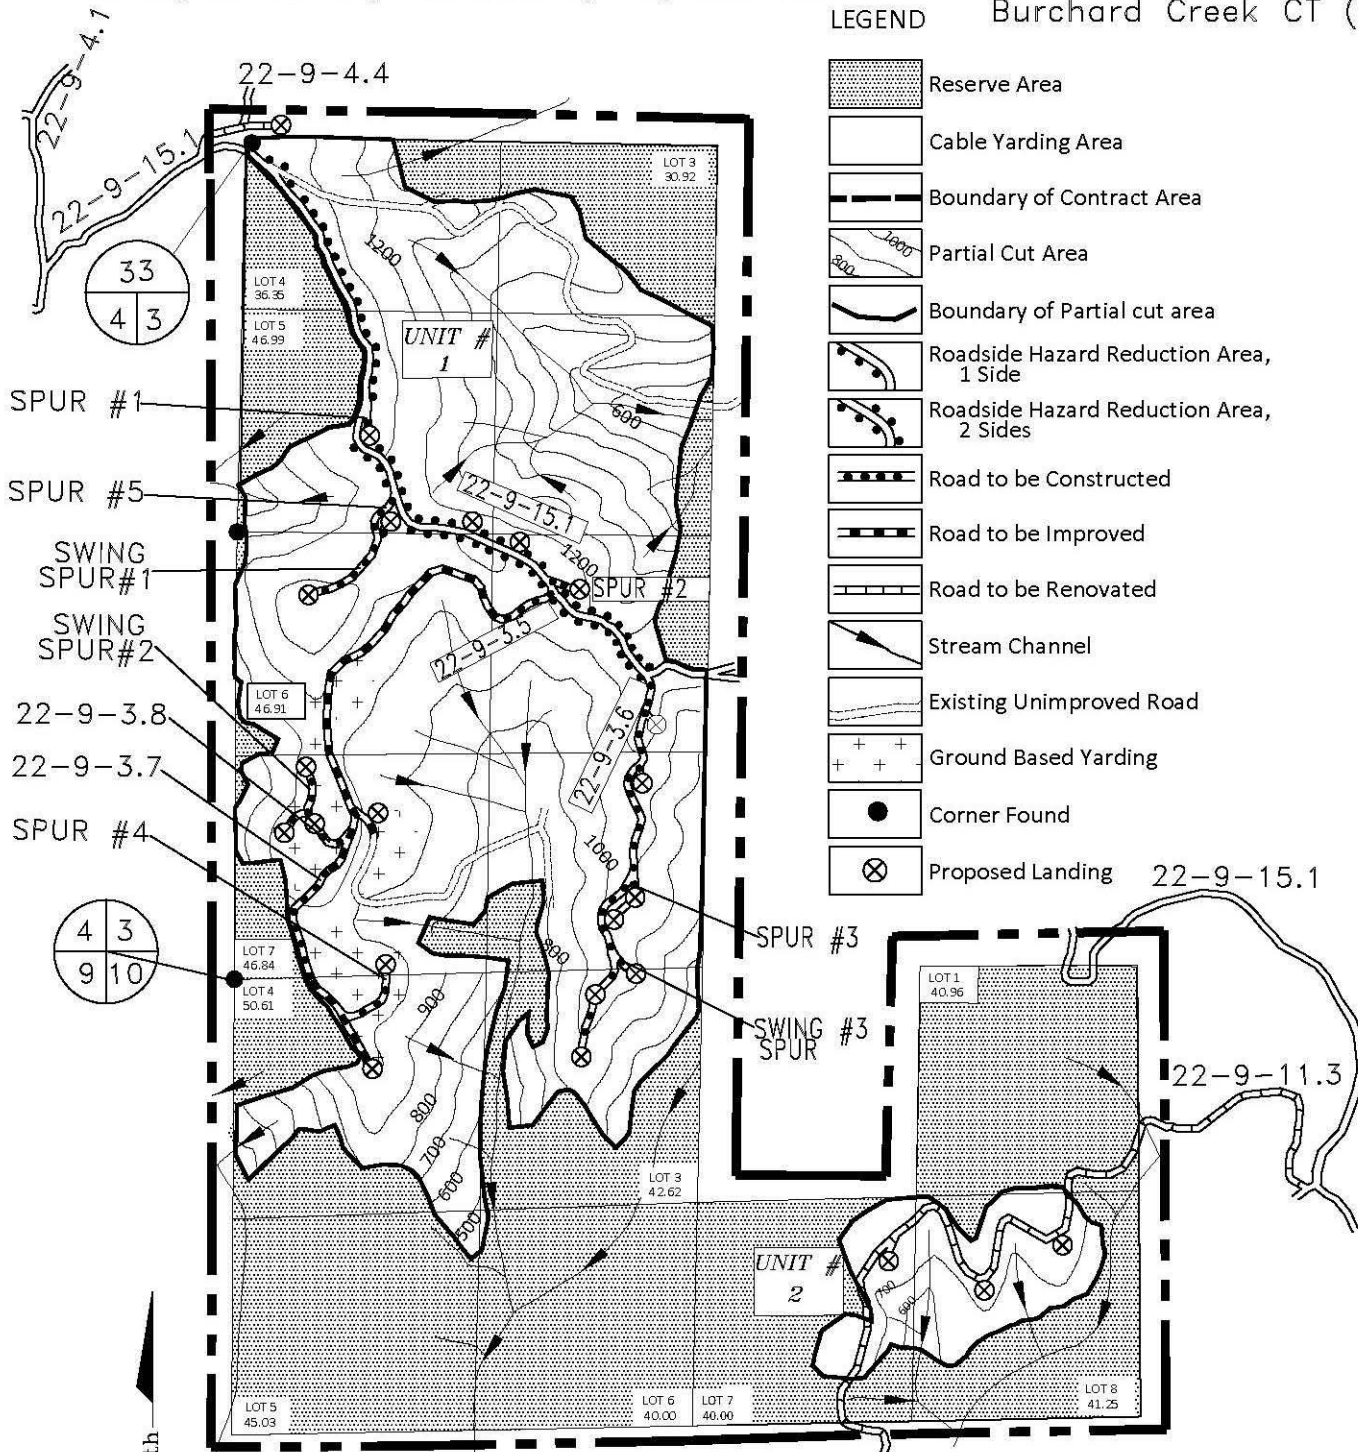 LEGEND
Burchard Creek CT (
Reserve Area
Cable Yarding Area
Boundary of Contract Area
1000
800
Partial Cut Area
Boundary of Partial cut area
Roadside Hazard Reduction Area,
1 Side
Roadside Hazard Reduction Area,
2 Sides
Road to be Constructed
Road to be Improved
Road to be Renovated
Stream Channel
Existing Unimproved Road
Ground Based Yarding
Corner Found
Proposed Landing
22-9-4.1
22-9-4.4
22-9-15.1
33
4 3
LOT 3
30.92
LOT 4
36.35
LOT 5
46.99
1200
UNIT #
1
600
SPUR #1
SPUR #5
22-9-15.1
SWING
SPUR#1
1200
SPUR #2
SWING
SPUR#2
22-9-3.5
LOT 6
46.91
22-9-3.8
22-9-3.6
22-9-3.7
SPUR #4
1000
4 3
9 10
LOT 7
46.84
LOT 4
50.61
800
900
SPUR #3
SWING #3
SPUR
22-9-15.1
LOT 1
40.96
22-9-11.3
800
700
600
500
LOT 3
42.62
UNIT #
2
700
600
LOT 5
45.03
LOT 6
40.00
LOT 7
40.00
LOT 8
41.25
th